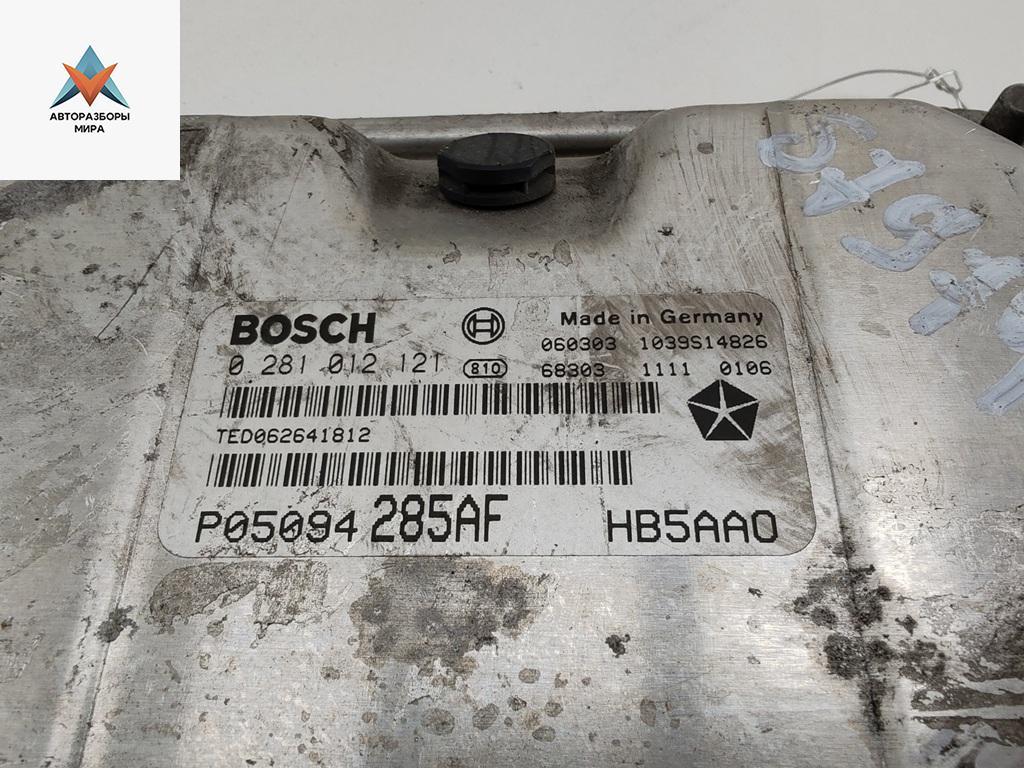 АВТОРАЗБОРЫ
МИРА
BOSCH
Made in Germany
0 281 012 121
810
060303 1039S14826
68303 1111 0106
TED062641812
P05094 285AF
HB5AA0